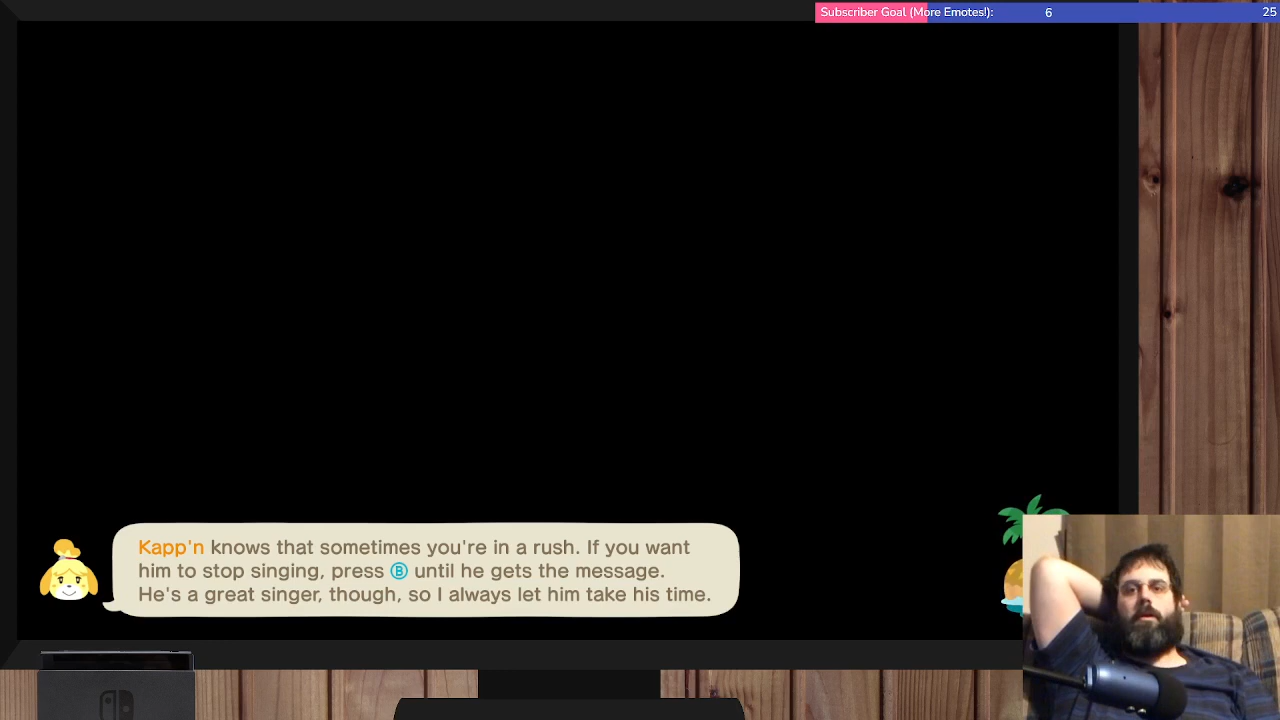 Subscriber Goal (More Emotes!): 6 25
Kapp'n knows that sometimes you're in a rush. If you want
him to stop singing, press Ⓑ until he gets the message.
He's a great singer, though, so I always let him take his time.